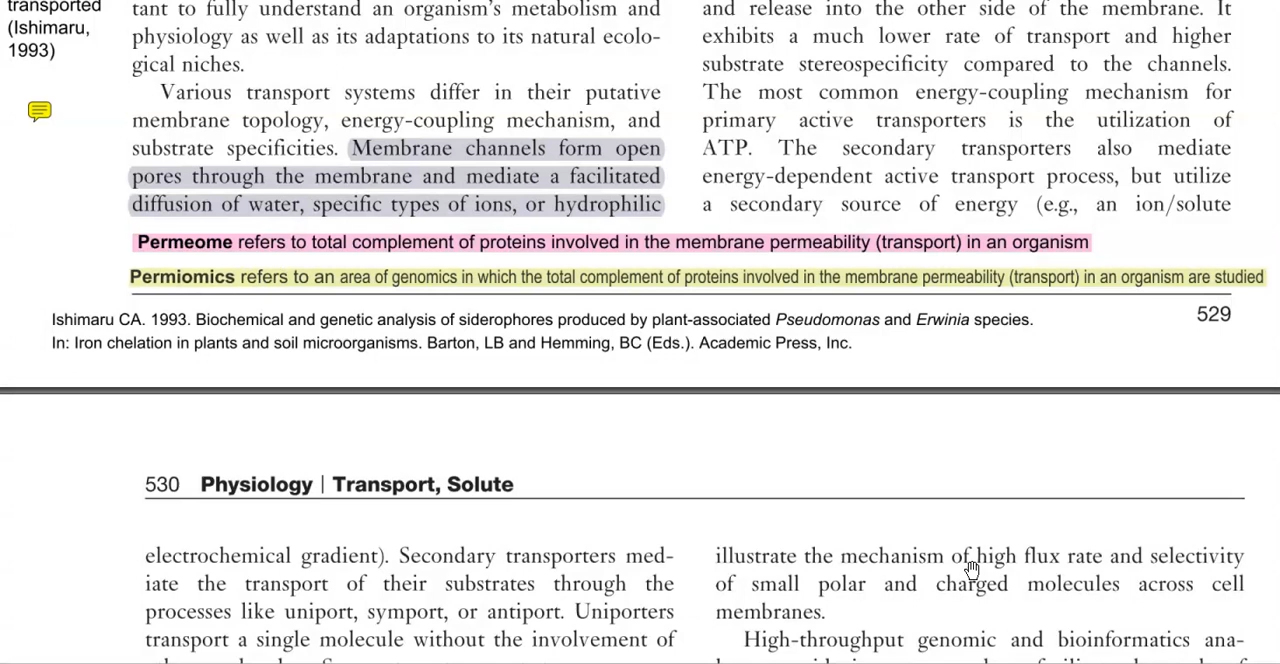 transported
(Ishimaru,
1993)
tant to fully understand an organism's metabolism and
physiology as well as its adaptations to its natural ecolo-
gical niches.
Various transport systems differ in their putative
membrane topology, energy-coupling mechanism, and
substrate specificities. Membrane channels form open
pores through the membrane and mediate a facilitated
diffusion of water, specific types of ions, or hydrophilic
and release into the other side of the membrane. It
exhibits a much lower rate of transport and higher
substrate stereospecificity compared to the channels.
The most common energy-coupling mechanism for
primary active transporters is the utilization of
ATP. The secondary transporters also mediate
energy-dependent active transport process, but utilize
a secondary source of energy (e.g., an ion/solute
Permeome refers to total complement of proteins involved in the membrane permeability (transport) in an organism
Permiomics refers to an area of genomics in which the total complement of proteins involved in the membrane permeability (transport) in an organism are studied
Ishimaru CA. 1993. Biochemical and genetic analysis of siderophores produced by plant-associated Pseudomonas and Erwinia species.
In: Iron chelation in plants and soil microorganisms. Barton, LB and Hemming, BC (Eds.). Academic Press, Inc.
529
530 Physiology | Transport, Solute
electrochemical gradient). Secondary transporters med-
iate the transport of their substrates through the
processes like uniport, symport, or antiport. Uniporters
transport a single molecule without the involvement of
illustrate the mechanism of high flux rate and selectivity
of small polar and charged molecules across cell
membranes.
High-throughput genomic and bioinformatics ana-